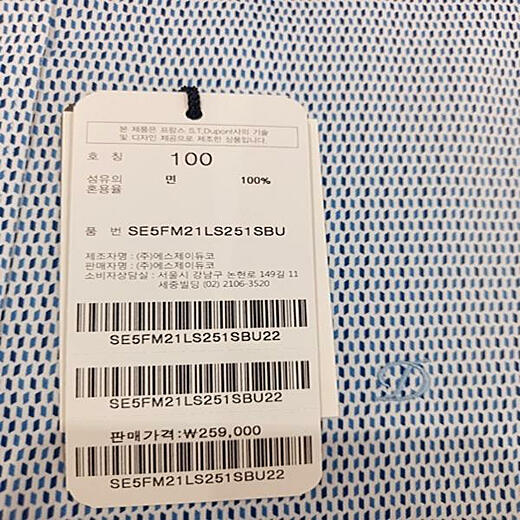 본 제품은 프랑스 S.T.Dupont사의 기술
및 디자인 제공으로 제조한 상품입니다.
호 칭 100
섬유의 면 100%
혼용율
품 번 SE5FM21LS251SBU
제조자명 : (주)에스제이듀코
판매자명 : (주)에스제이듀코
소비자상담실 : 서울시 강남구 논현로 149길 11
세중빌딩 (02) 2106-3520
SE5FM21LS251SBU22
SE5FM21LS251SBU22
판매가격:₩259,000
SE5FM21LS251SBU22
D